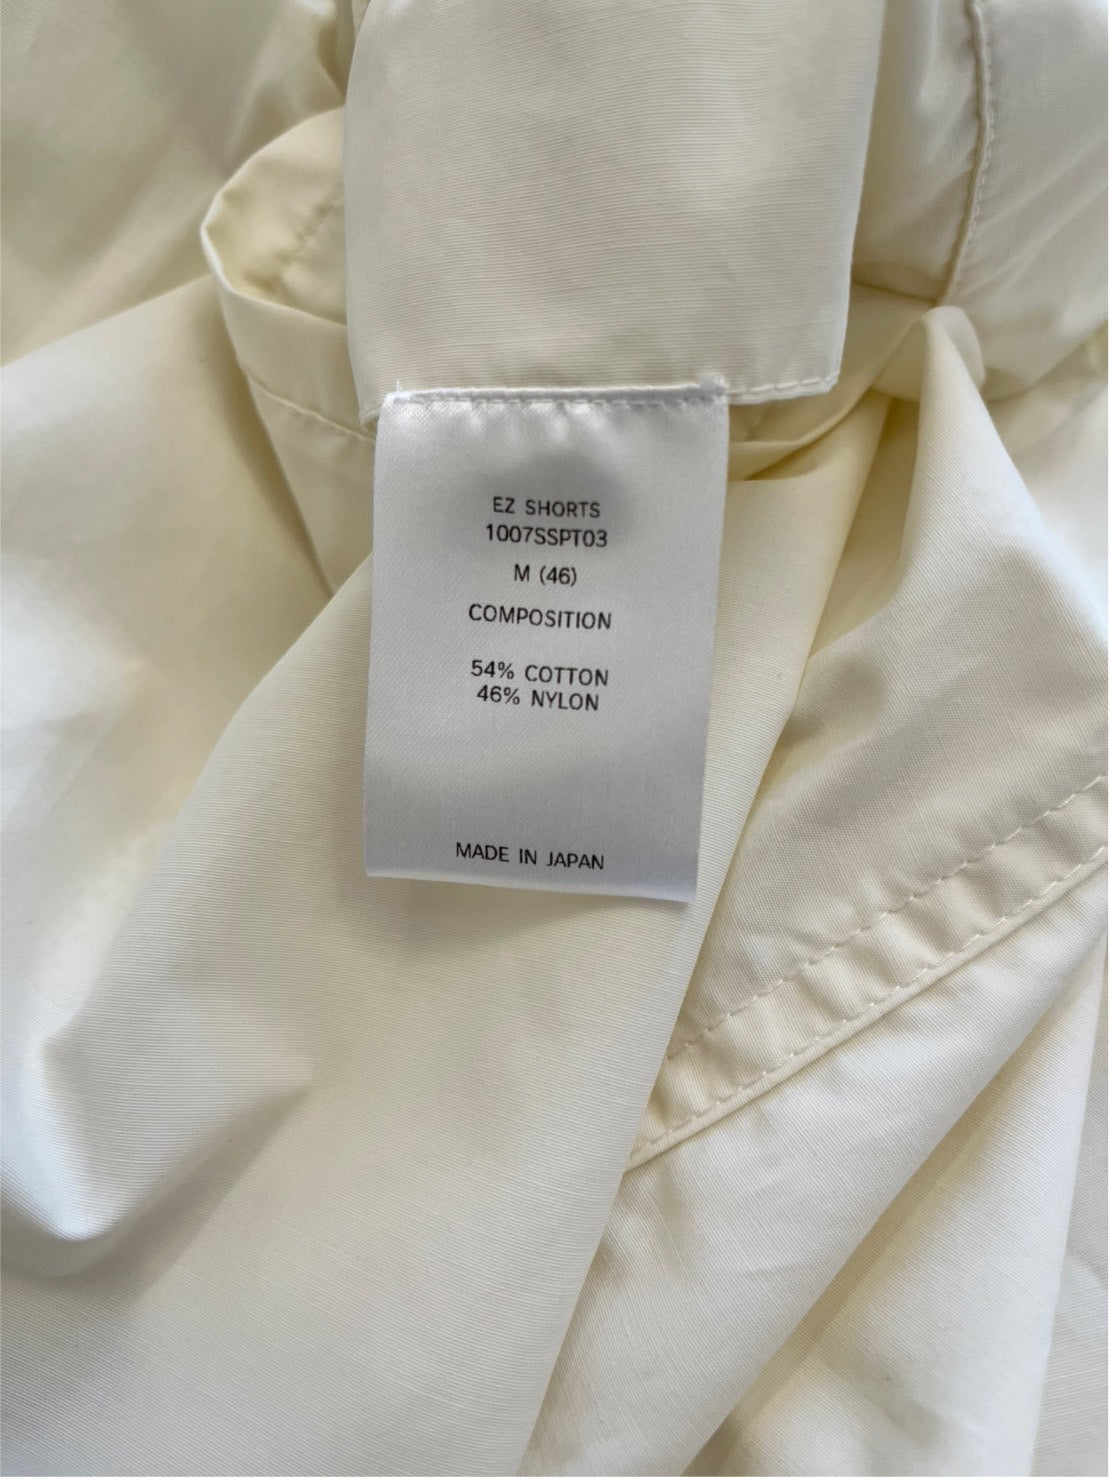 EZ SHORTS
1007SSPT03
M (46)
COMPOSITION
54% COTTON
46% NYLON
MADE IN JAPAN